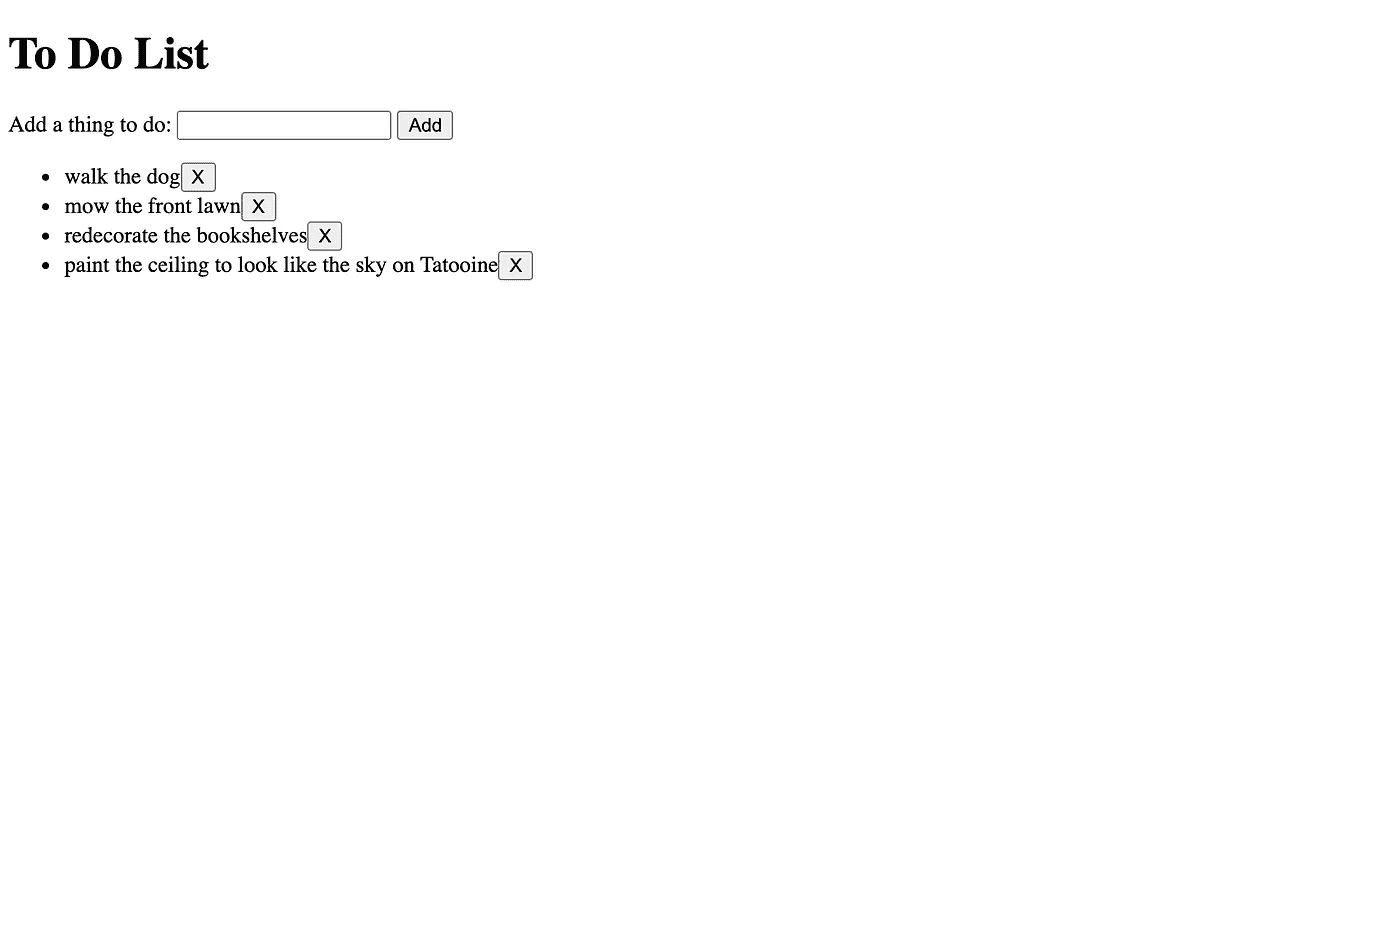 To Do List
Add a thing to do: Add
walk the dog X
mow the front lawn X
redecorate the bookshelves X
paint the ceiling to look like the sky on Tatooine X